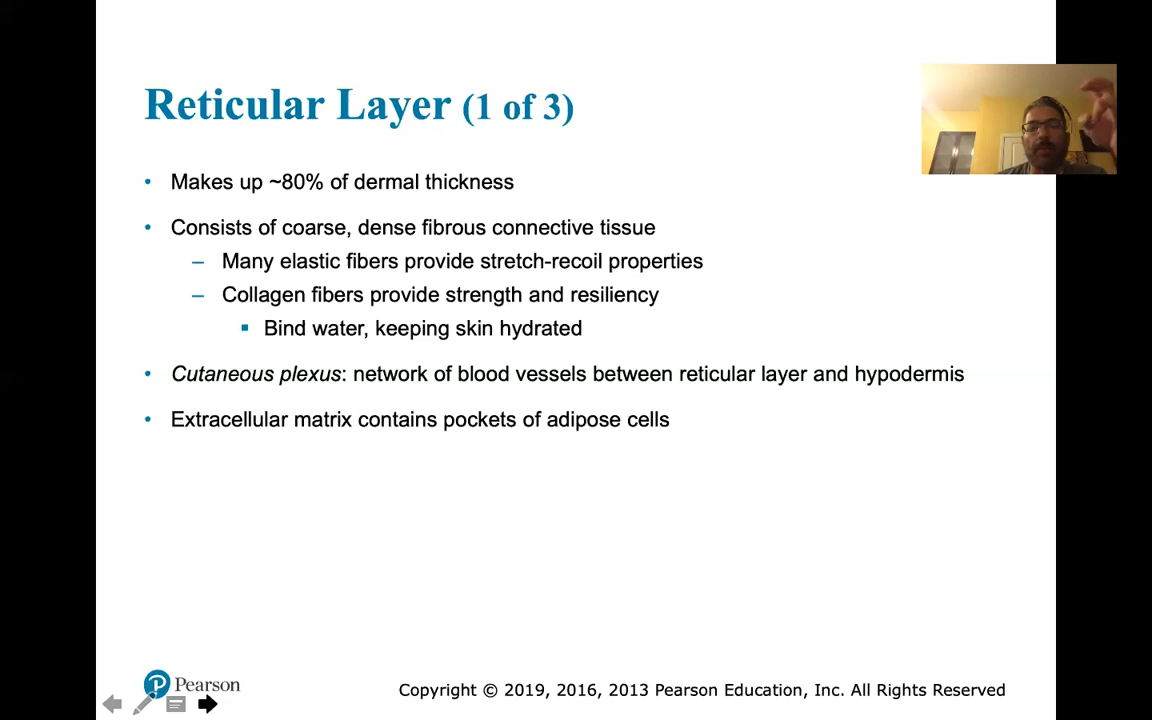 Reticular Layer (1 of 3)
• Makes up ~80% of dermal thickness
• Consists of coarse, dense fibrous connective tissue
– Many elastic fibers provide stretch-recoil properties
– Collagen fibers provide strength and resiliency
▪ Bind water, keeping skin hydrated
• Cutaneous plexus: network of blood vessels between reticular layer and hypodermis
• Extracellular matrix contains pockets of adipose cells
P Pearson
Copyright © 2019, 2016, 2013 Pearson Education, Inc. All Rights Reserved